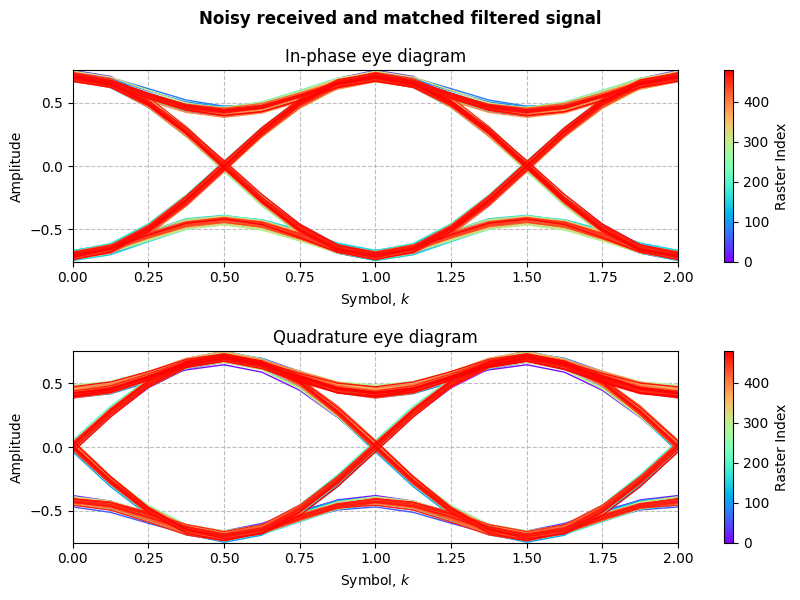 Noisy received and matched filtered signal
In-phase eye diagram
Amplitude
0.5
0.0
−0.5
0.00 0.25 0.50 0.75 1.00 1.25 1.50 1.75 2.00
Symbol, k
400
300
200
100
0
Raster Index
Quadrature eye diagram
Amplitude
0.5
0.0
−0.5
0.00 0.25 0.50 0.75 1.00 1.25 1.50 1.75 2.00
Symbol, k
400
300
200
100
0
Raster Index